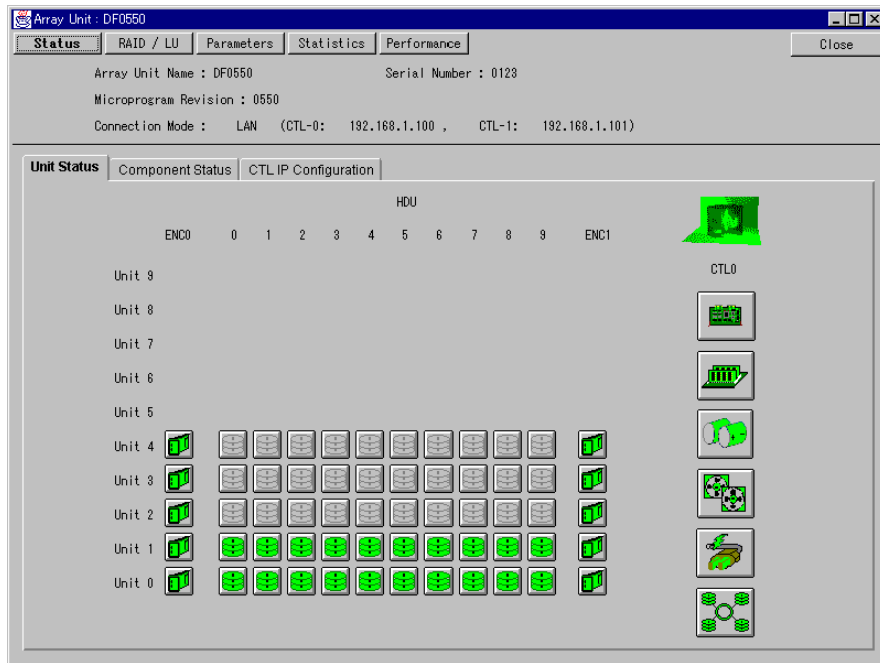 Array Unit : DF0550
Status RAID / LU Parameters Statistics Performance Close
Array Unit Name : DF0550 Serial Number : 0123
Microprogram Revision : 0550
Connection Mode : LAN (CTL-0: 192.168.1.100 , CTL-1: 192.168.1.101)
Unit Status Component Status CTL IP Configuration
HDU
ENC0 0 1 2 3 4 5 6 7 8 9 ENC1
CTL0
Unit 9
Unit 8
Unit 7
Unit 6
Unit 5
Unit 4
Unit 3
Unit 2
Unit 1
Unit 0